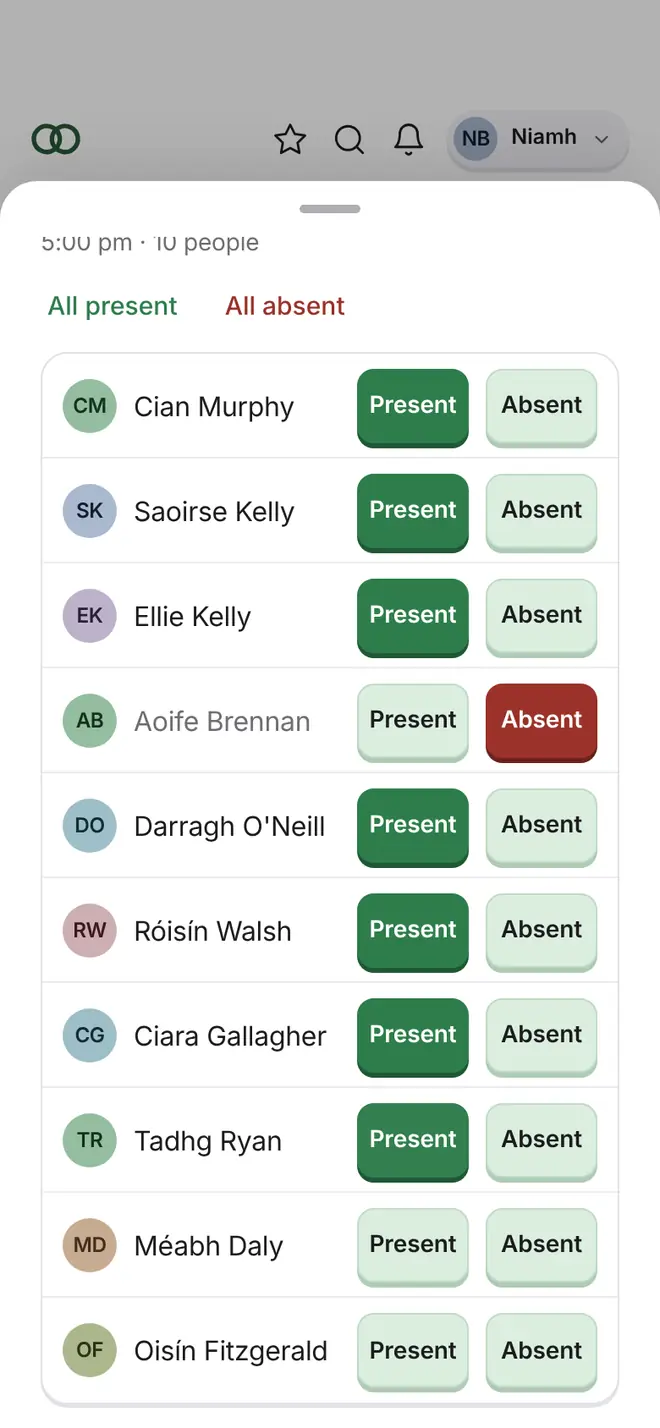 NB Niamh
5:00 pm · 10 people
All present All absent
CM Cian Murphy Present Absent
SK Saoirse Kelly Present Absent
EK Ellie Kelly Present Absent
AB Aoife Brennan Present Absent
DO Darragh O'Neill Present Absent
RW Róisín Walsh Present Absent
CG Ciara Gallagher Present Absent
TR Tadhg Ryan Present Absent
MD Méabh Daly Present Absent
OF Oisín Fitzgerald Present Absent